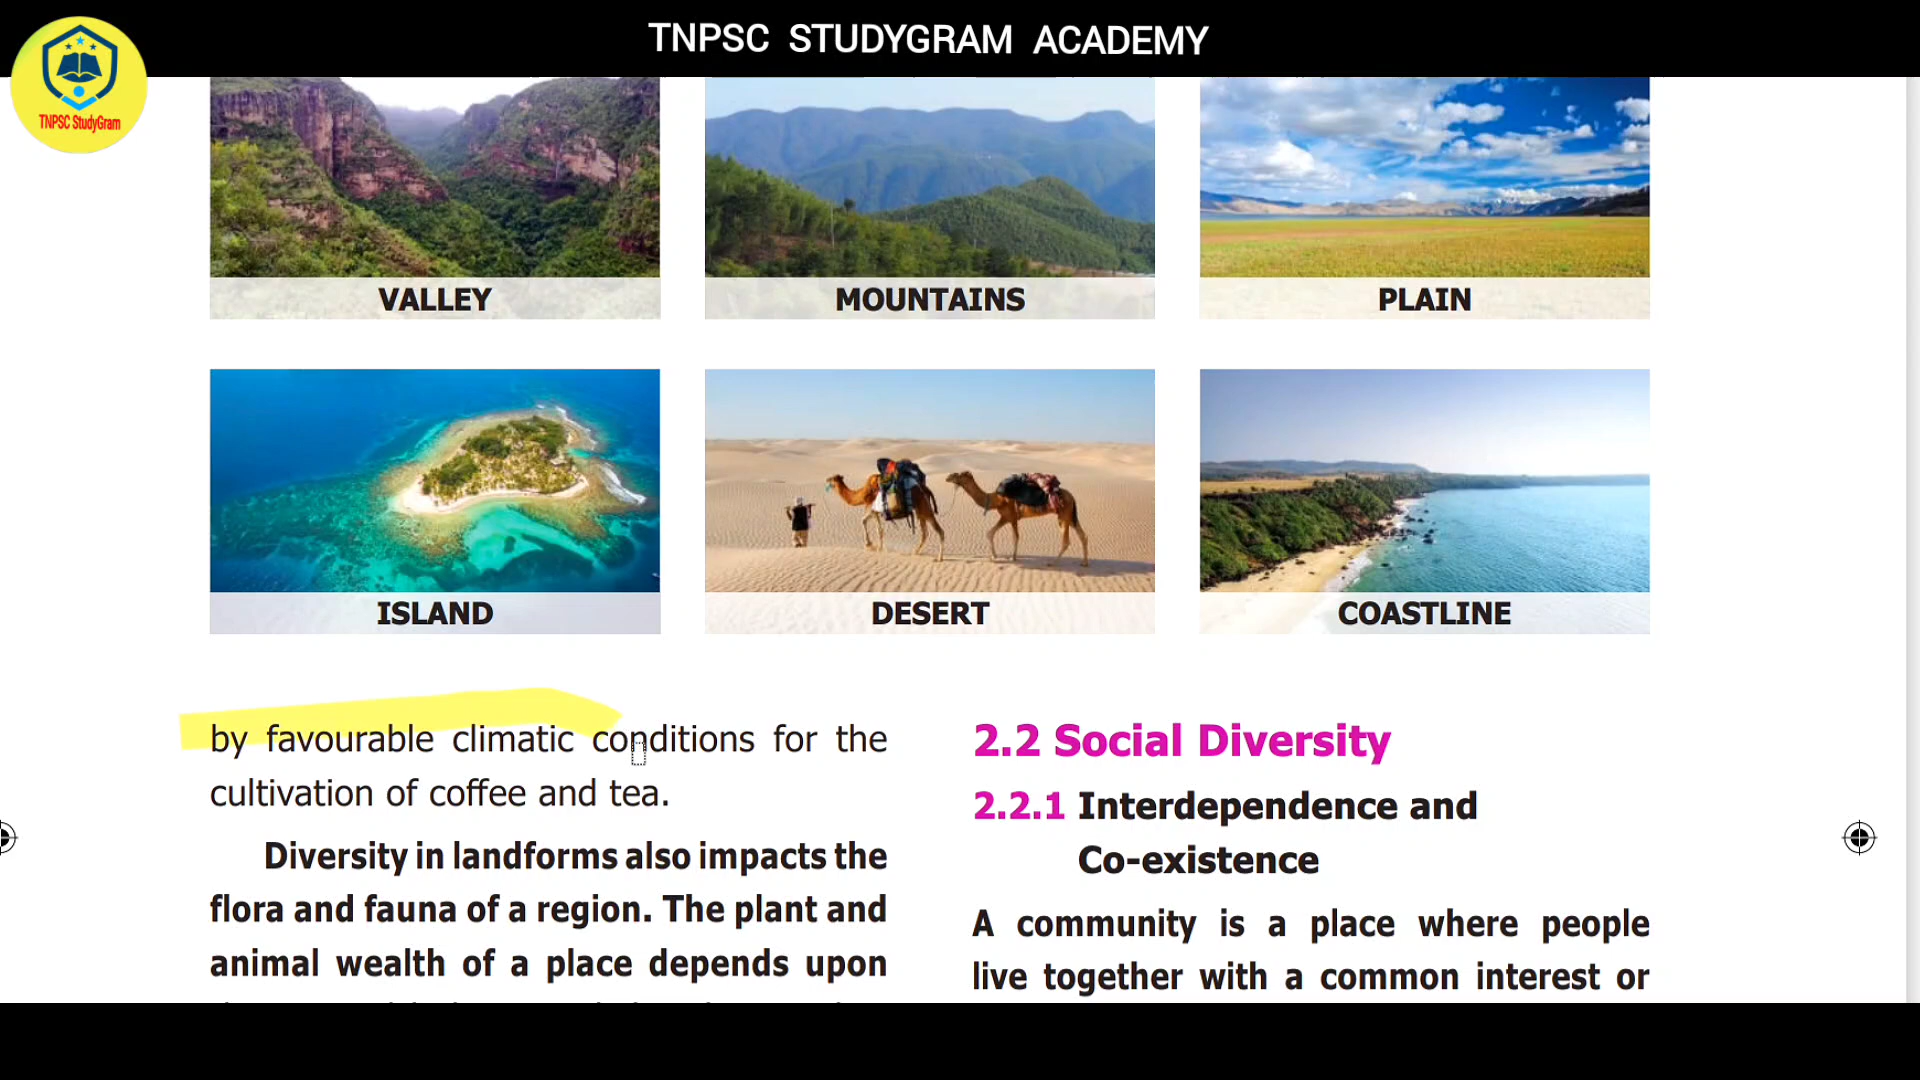 TNPSC STUDYGRAM ACADEMY
TNPSC StudyGram
VALLEY
MOUNTAINS
PLAIN
ISLAND
DESERT
COASTLINE
by favourable climatic conditions for the
cultivation of coffee and tea.
Diversity in landforms also impacts the
flora and fauna of a region. The plant and
animal wealth of a place depends upon
2.2 Social Diversity
2.2.1 Interdependence and
Co-existence
A community is a place where people
live together with a common interest or